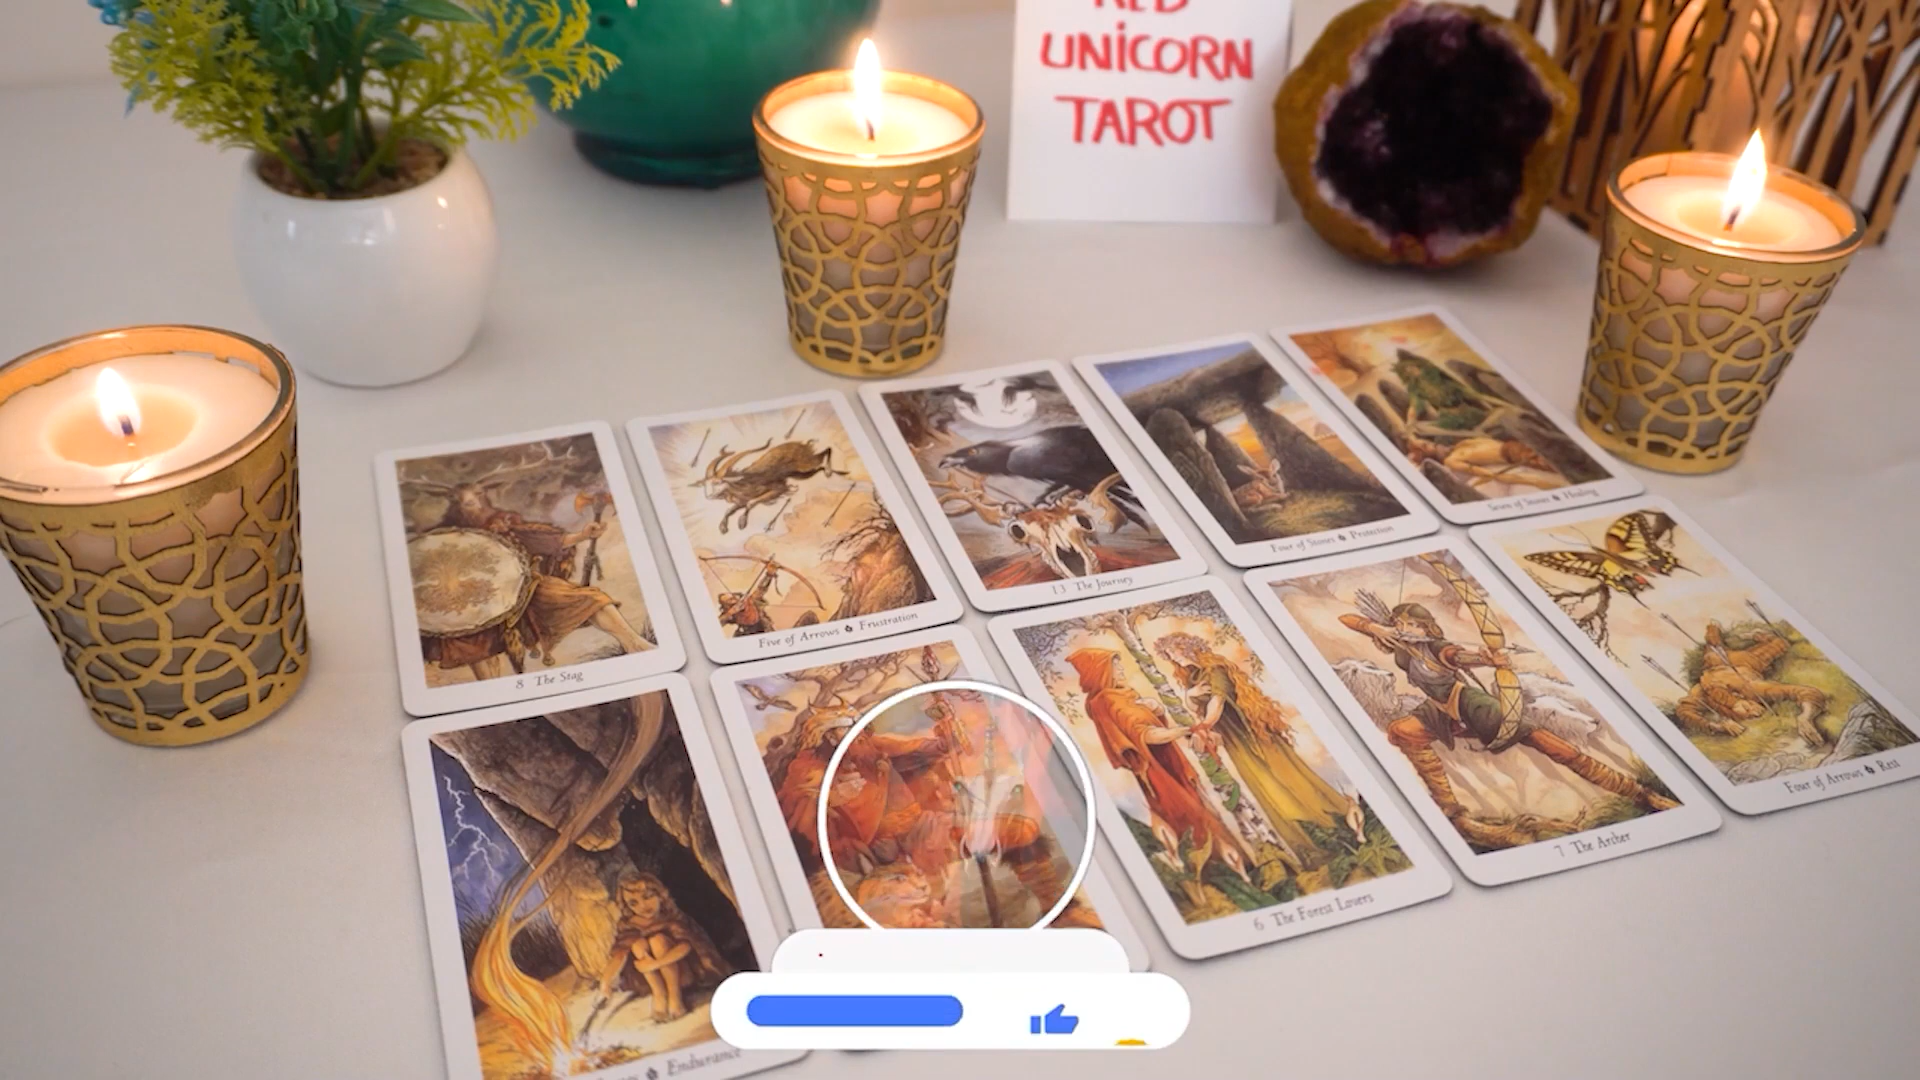 RED
UNiCORN
TAROT
Seven of Stones Healing
Four of Stones Protection
13 The Journey
Five of Arrows Frustration
8 The Stag
Four of Arrows Rest
7 The Archer
6 The Forest Lovers
Endurance